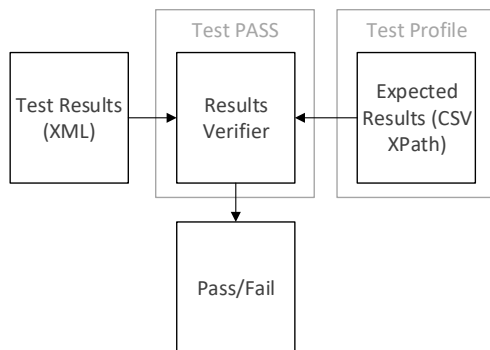 Test PASS
Test Profile
Test Results
(XML)
Results
Verifier
Expected
Results (CSV
XPath)
Pass/Fail